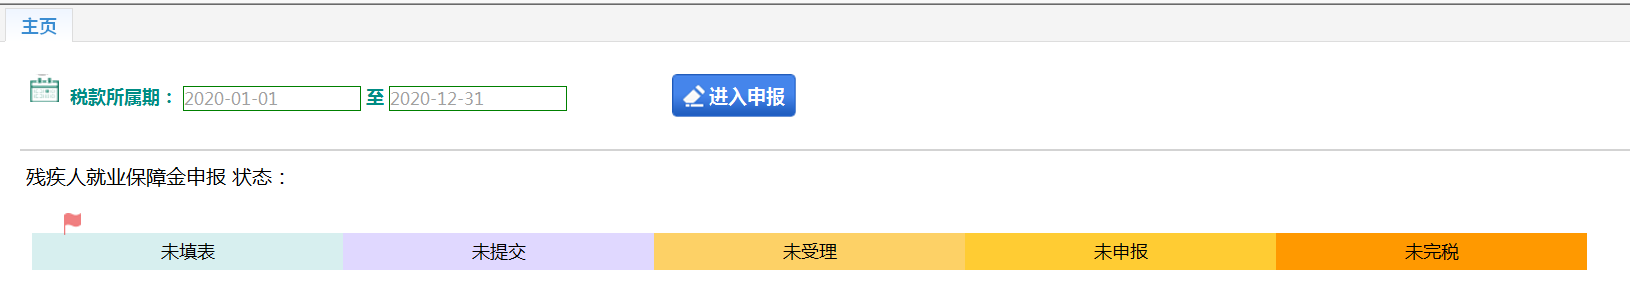 主页
税款所属期： 2020-01-01 至 2020-12-31 进入申报
残疾人就业保障金申报 状态：
未填表 未提交 未受理 未申报 未完税